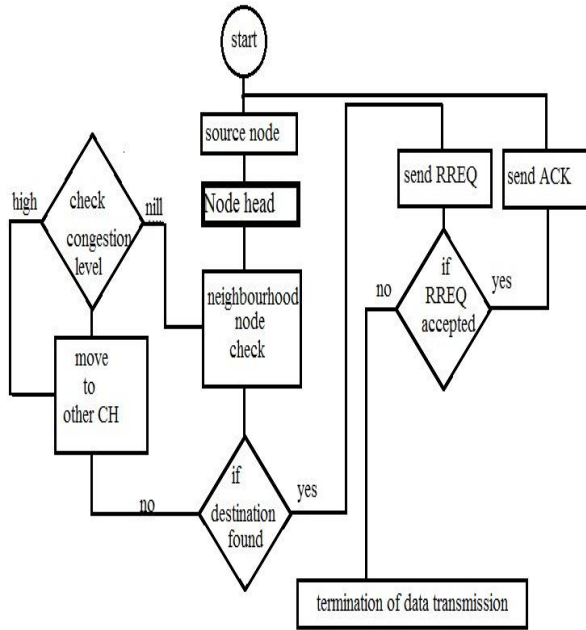 start
source node
Node head
neighbourhood
node
check
high
check
congestion
level
nill
move
to
other CH
no
if
destination
found
yes
send RREQ
send ACK
if
RREQ
accepted
no
yes
termination of data transmission